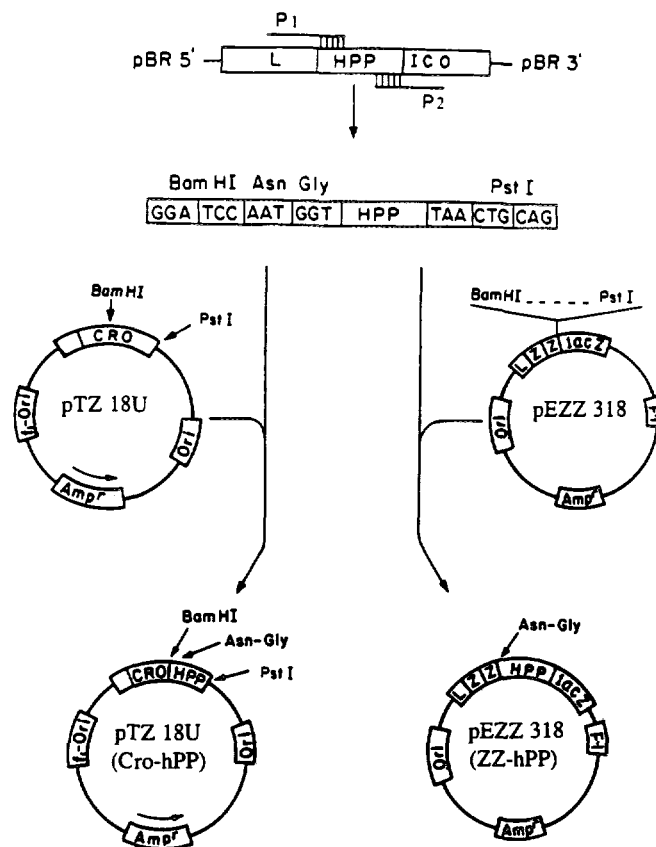 P1
pBR 5' L HPP ICO pBR 3'
P2
BamHI Asn Gly Pst I
GGA TCC AAT GGT HPP TAA CTG CAG
BamHI
Pst I
CRO
pTZ 18U
f1-Ori
Ori
Ampr
BamHI - - - - - Pst I
L Z Z lacZ
pEZZ 318
Ori
F1
Ampr
BamHI
Asn-Gly
Pst I
CRO HPP
pTZ 18U
(Cro-hPP)
f1-Ori
Ori
Ampr
Asn-Gly
L Z Z HPP lacZ
pEZZ 318
(ZZ-hPP)
Ori
F1
Ampr